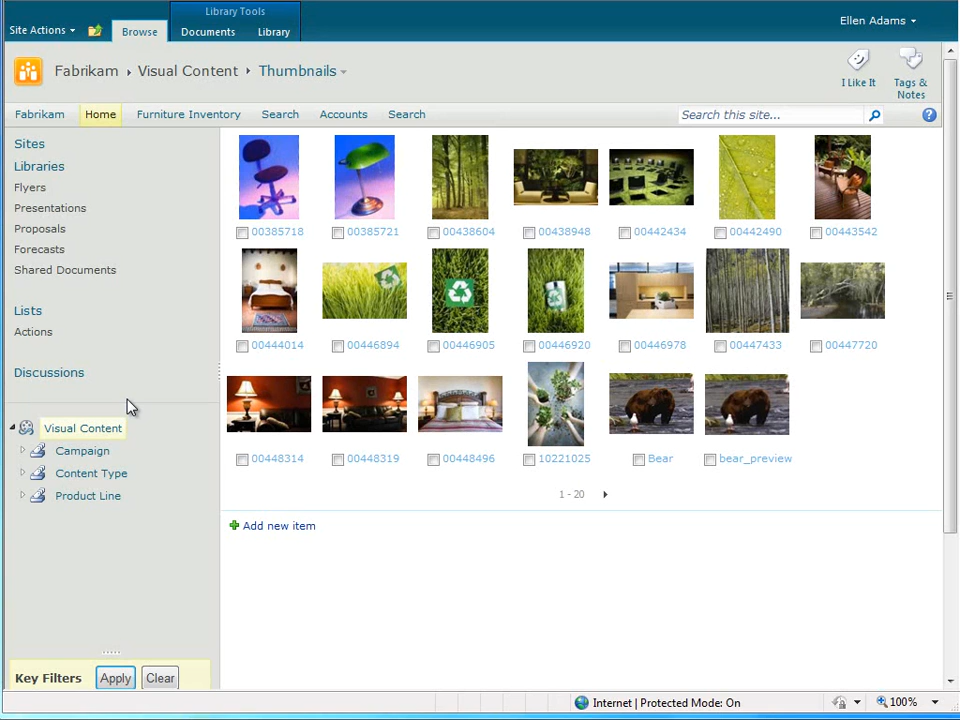 Library Tools
Site Actions Browse Documents Library Ellen Adams
Fabrikam Visual Content Thumbnails
I Like It Tags & Notes
Fabrikam Home Furniture Inventory Search Accounts Search Search this site...
Sites
Libraries
Flyers
Presentations
Proposals
Forecasts
Shared Documents
Lists
Actions
Discussions
Visual Content
Campaign
Content Type
Product Line
Key Filters Apply Clear
00385718 00385721 00438604 00438948 00442434 00442490 00443542
00444014 00446894 00446905 00446920 00446978 00447433 00447720
00448314 00448319 00448496 10221025 Bear bear_preview
1 - 20
Add new item
Internet | Protected Mode: On 100%